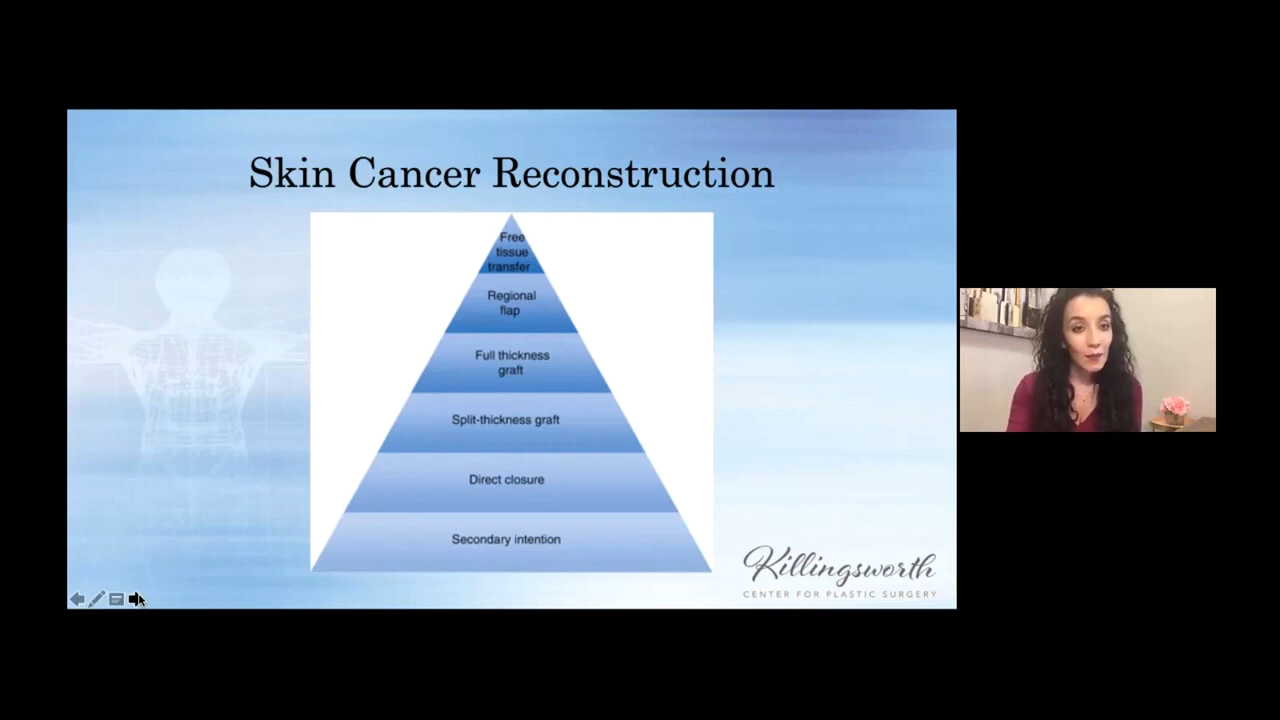 Skin Cancer Reconstruction
Free
tissue
transfer
Regional
flap
Full thickness
graft
Split-thickness graft
Direct closure
Secondary intention
Killingsworth
CENTER FOR PLASTIC SURGERY